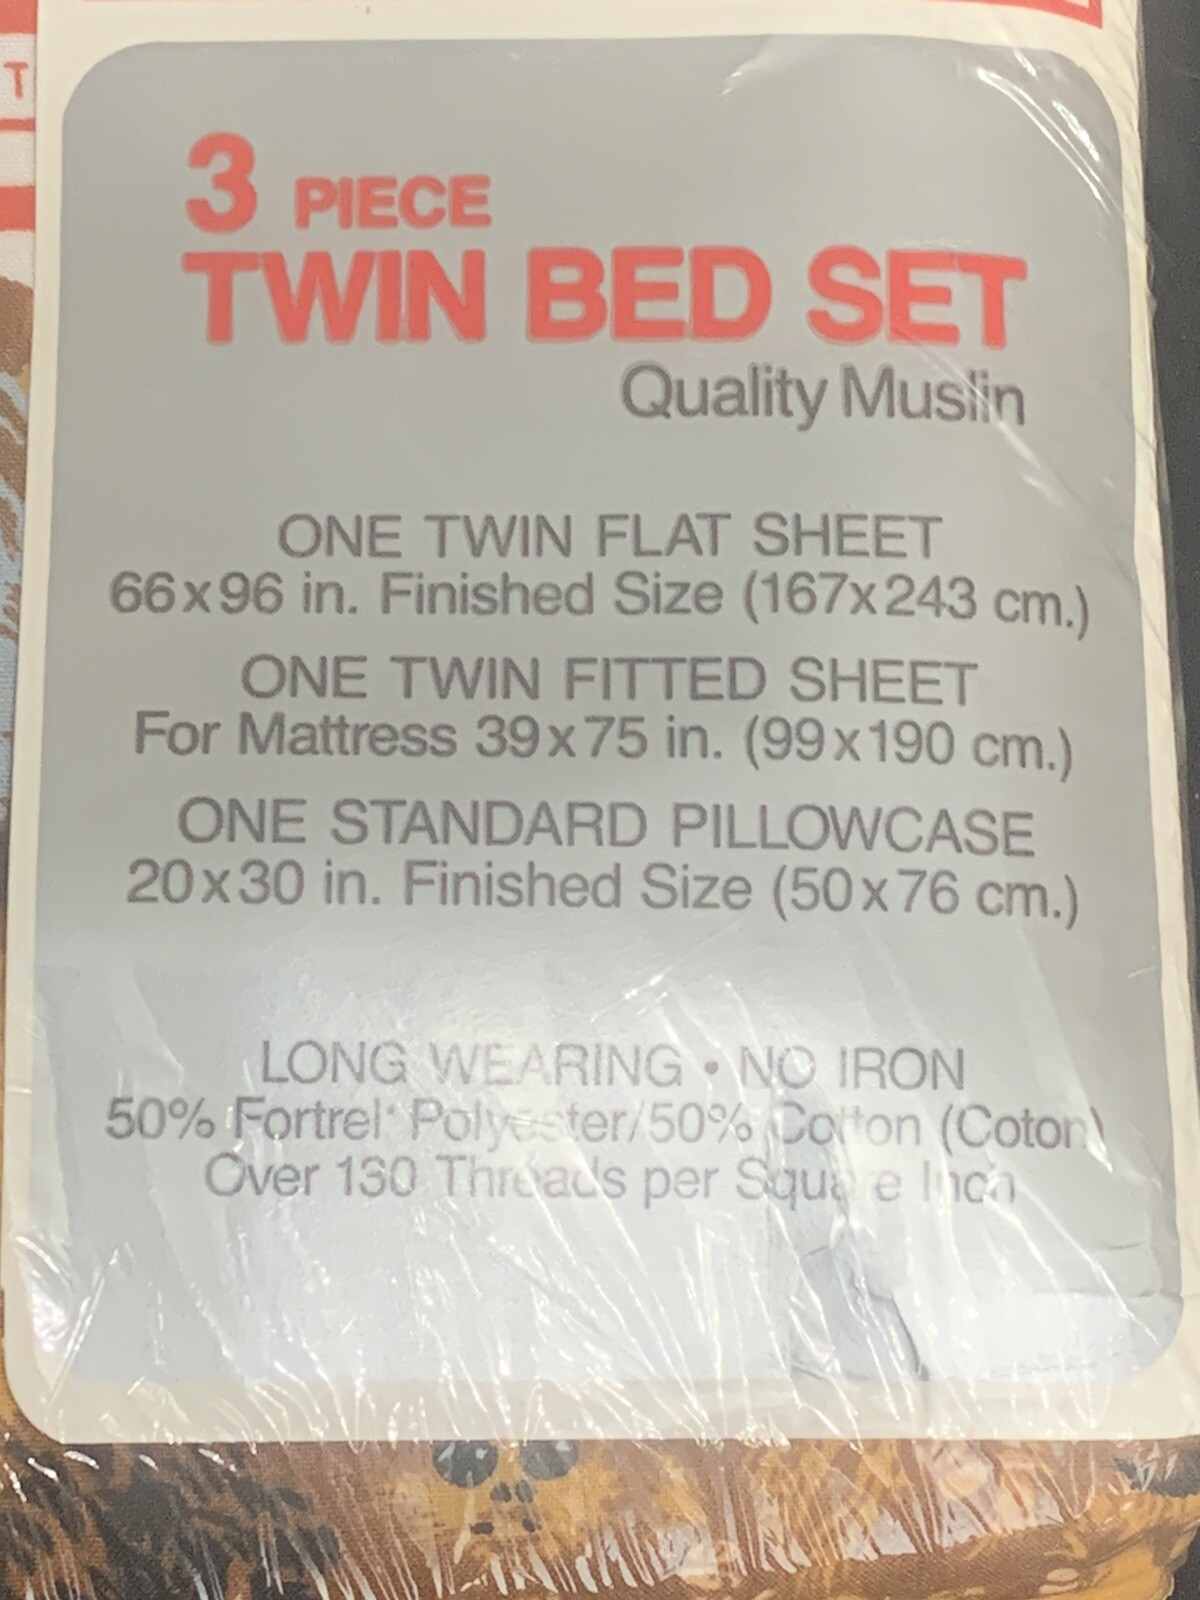 T
3 PIECE
TWIN BED SET
Quality Muslin
ONE TWIN FLAT SHEET
66x96 in. Finished Size (167x243 cm.)
ONE TWIN FITTED SHEET
For Mattress 39x75 in. (99x190 cm.)
ONE STANDARD PILLOWCASE
20x30 in. Finished Size (50x76 cm.)
LONG WEARING • NO IRON
50% Fortrel* Polyester/50% Cotton (Coton)
Over 130 Threads per Square Inch